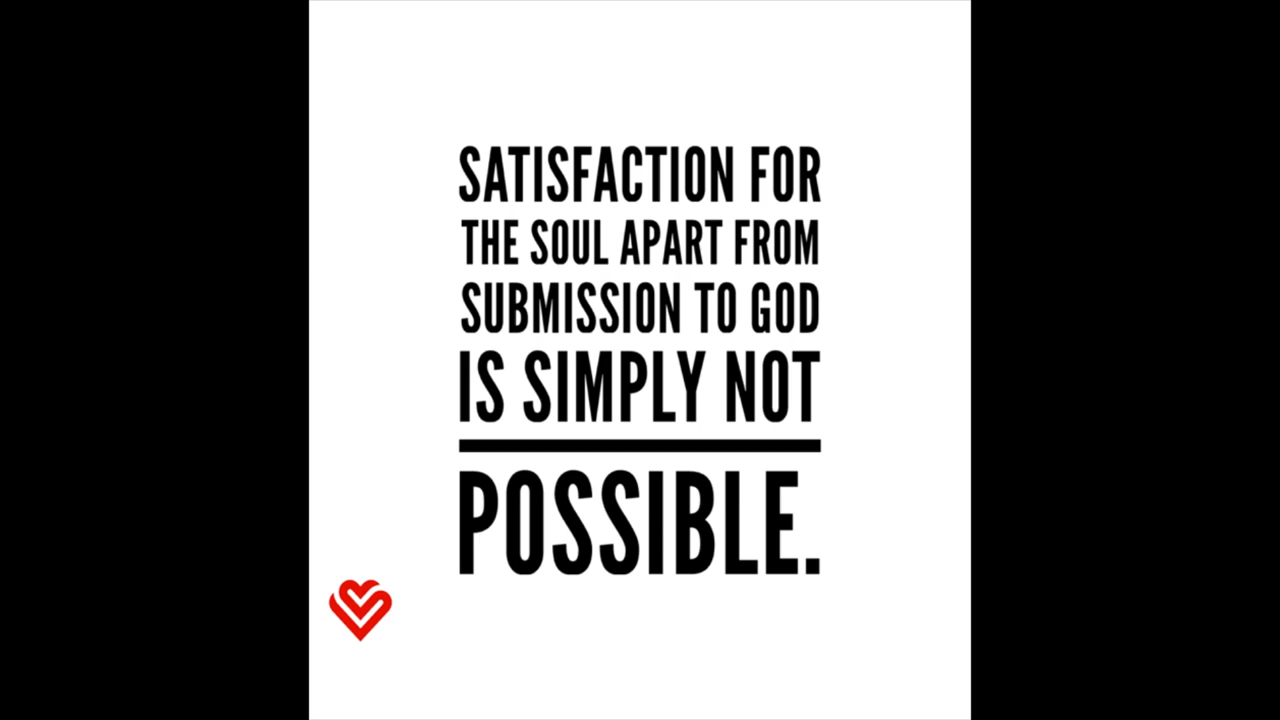 SATISFACTION FOR
THE SOUL APART FROM
SUBMISSION TO GOD
IS SIMPLY NOT
POSSIBLE.